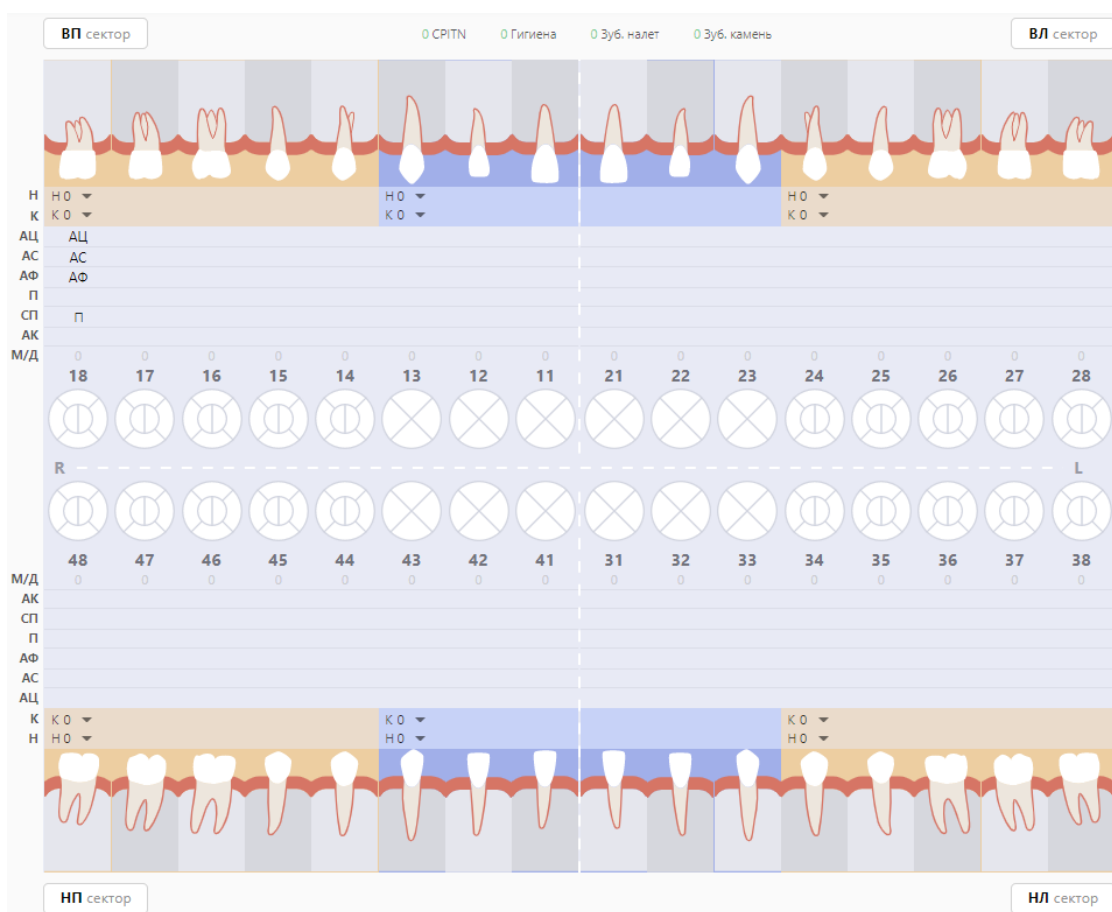 ВП сектор 0 CPITN 0 Гигиена 0 Зуб. налет 0 Зуб. камень ВЛ сектор
Н Н 0 Н 0 Н 0
К К 0 К 0 К 0
АЦ АЦ
АС АС
АФ АФ
П
СП П
АК
М/Д 0 0 0 0 0 0 0 0 0 0 0 0 0 0 0 0
18 17 16 15 14 13 12 11 21 22 23 24 25 26 27 28
R L
48 47 46 45 44 43 42 41 31 32 33 34 35 36 37 38
М/Д 0 0 0 0 0 0 0 0 0 0 0 0 0 0 0 0
АК
СП
П
АФ
АС
АЦ
К К 0 К 0 К 0
Н Н 0 Н 0 Н 0
НП сектор НЛ сектор